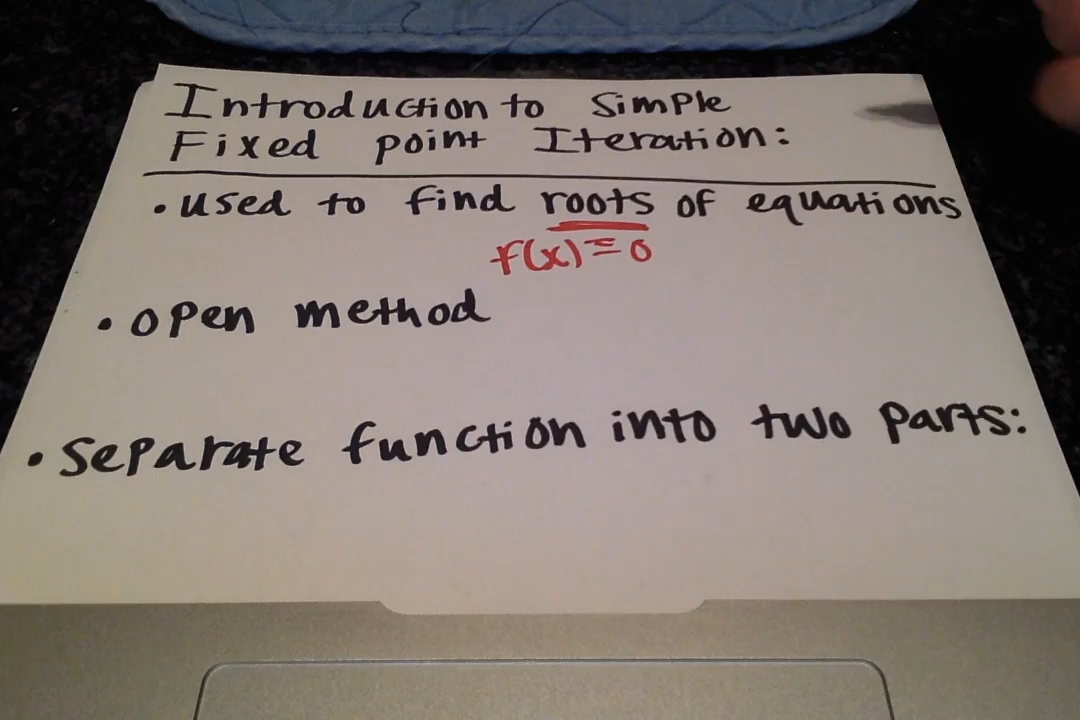 Introduction to Simple
Fixed point Iteration:
• used to find roots of equations
f(x)=0
• open method
• separate function into two parts: